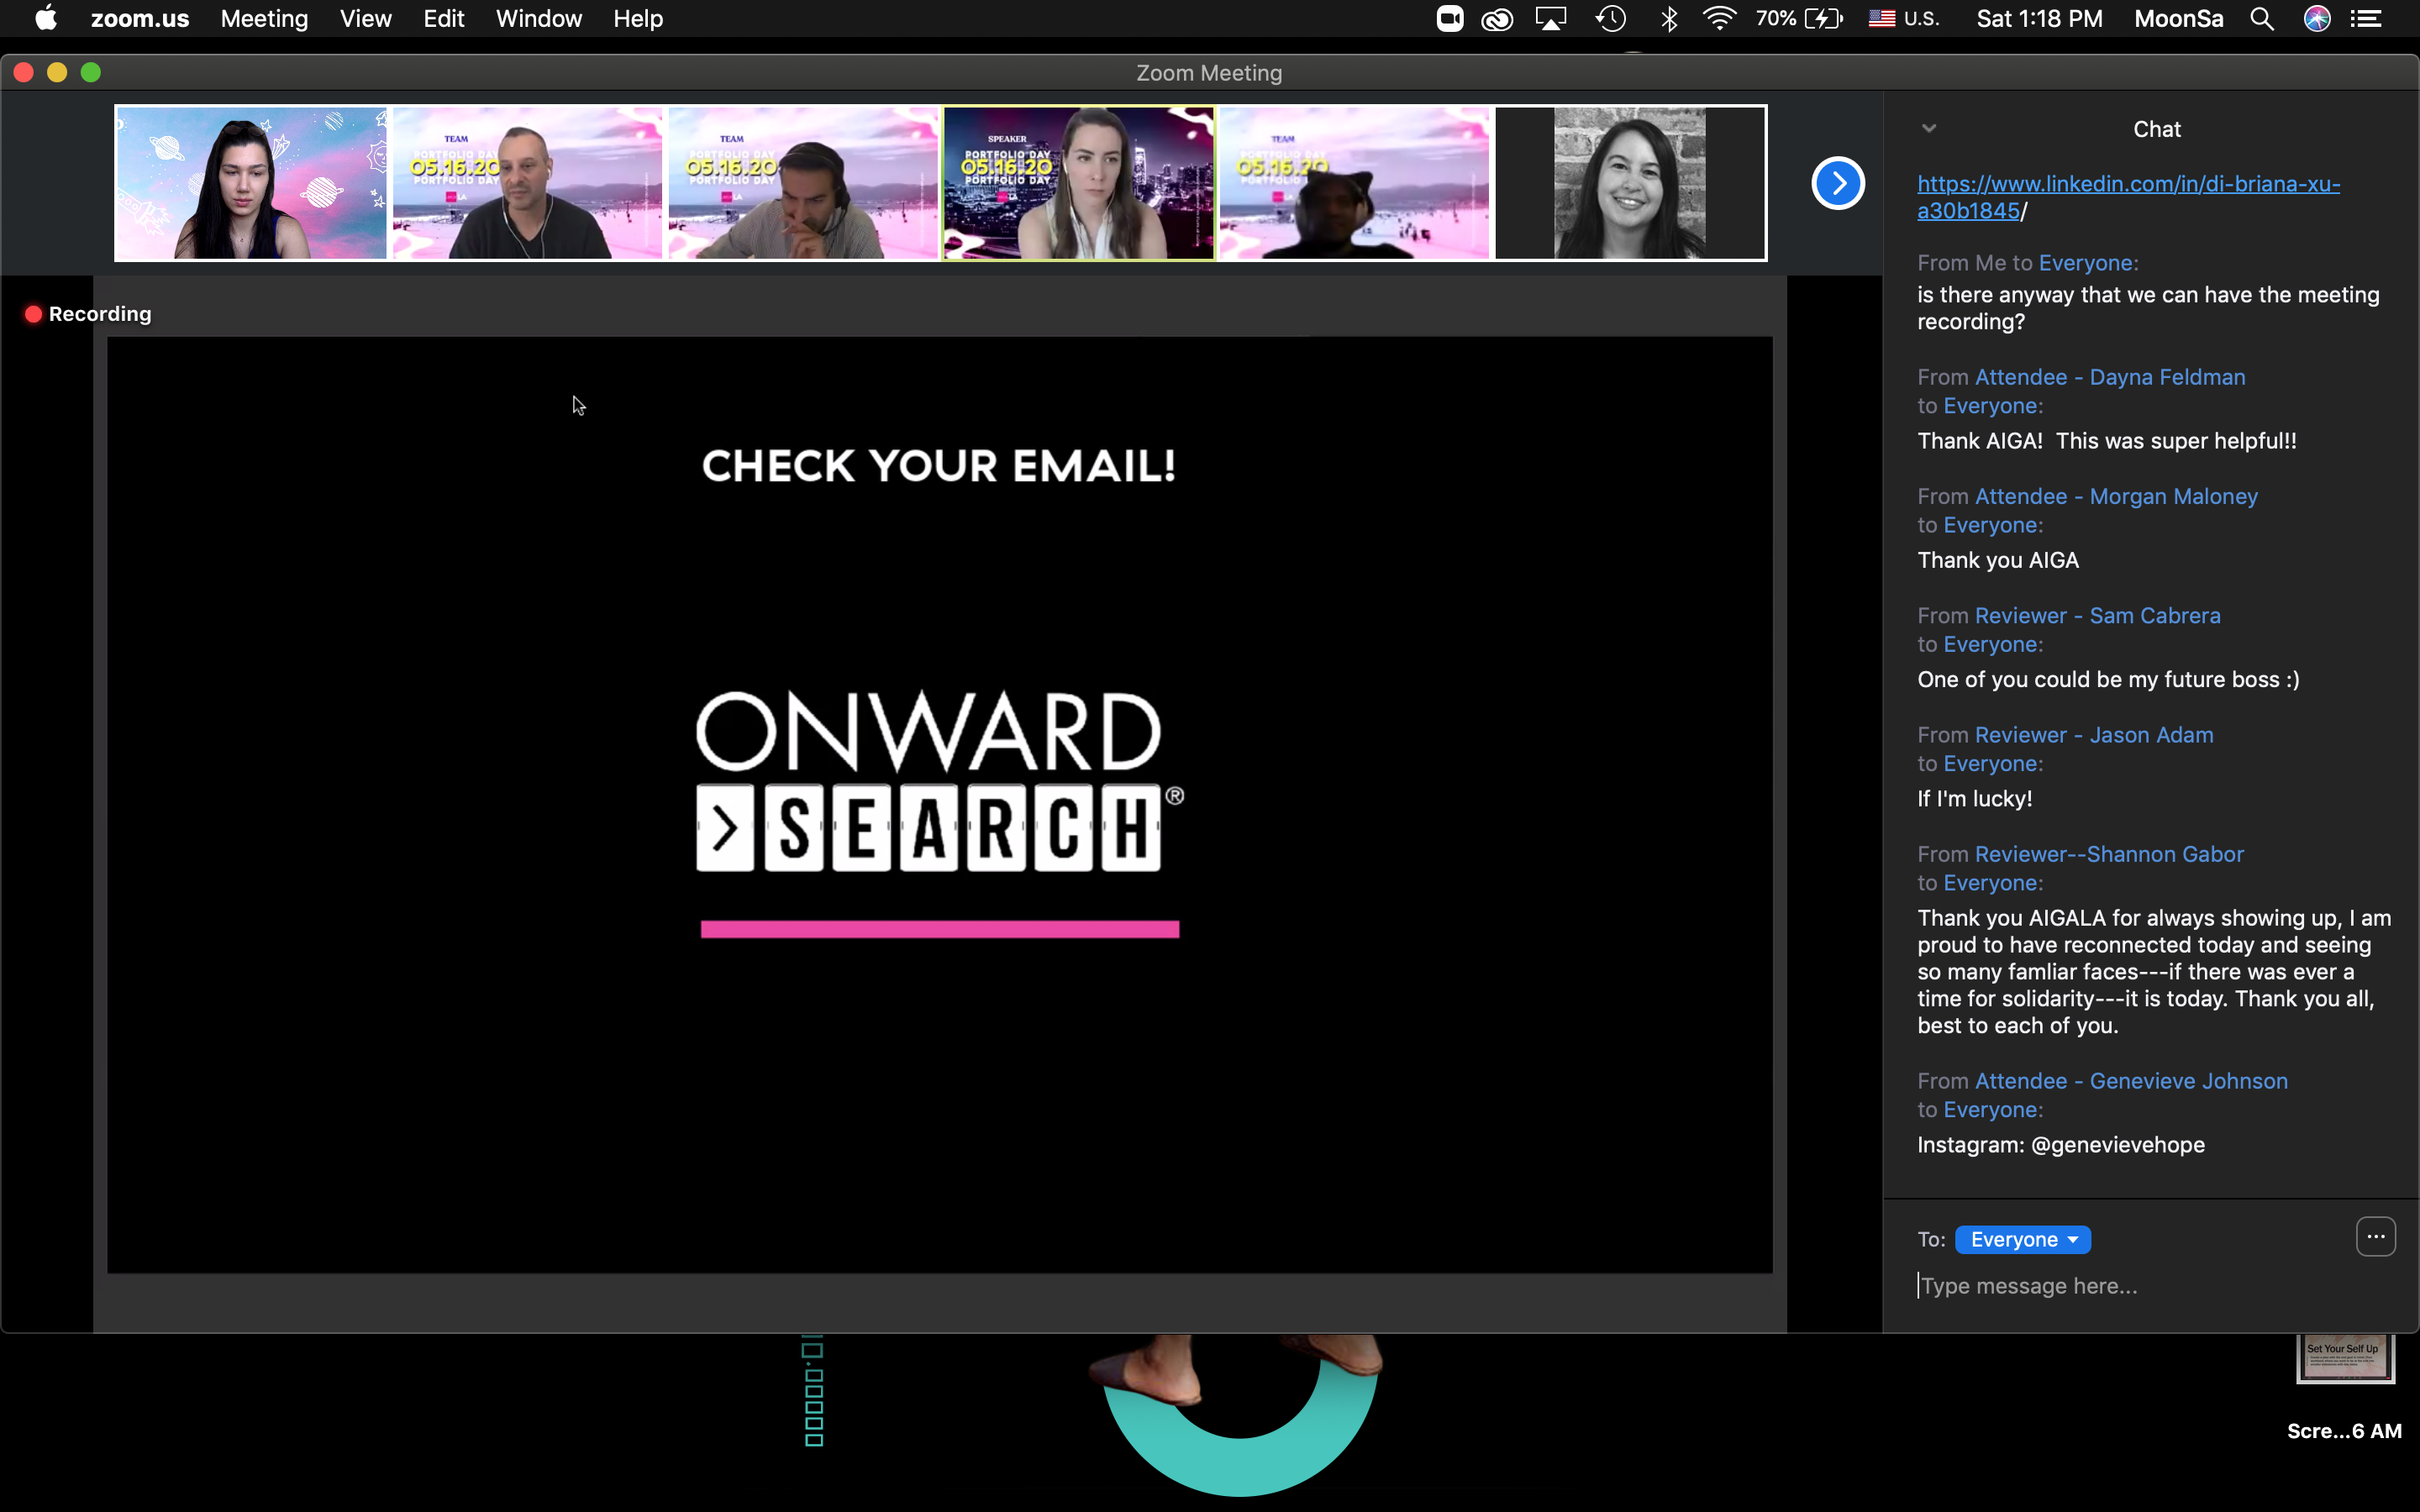 zoom.us Meeting View Edit Window Help
70% U.S. Sat 1:18 PM MoonSa
Zoom Meeting
TEAM
PORTFOLIO DAY
05.16.20
PORTFOLIO DAY
LA
TEAM
PORTFOLIO DAY
05.16.20
PORTFOLIO DAY
LA
SPEAKER
PORTFOLIO DAY
05.16.20
PORTFOLIO DAY
LA
TEAM
PORTFOLIO DAY
05.16.20
Recording
CHECK YOUR EMAIL!
ONWARD
>SEARCH®
Chat
https://www.linkedin.com/in/di-briana-xu-
a30b1845/
From Me to Everyone:
is there anyway that we can have the meeting
recording?
From Attendee - Dayna Feldman
to Everyone:
Thank AIGA!  This was super helpful!!
From Attendee - Morgan Maloney
to Everyone:
Thank you AIGA
From Reviewer - Sam Cabrera
to Everyone:
One of you could be my future boss :)
From Reviewer - Jason Adam
to Everyone:
If I'm lucky!
From Reviewer--Shannon Gabor
to Everyone:
Thank you AIGALA for always showing up, I am
proud to have reconnected today and seeing
so many famliar faces---if there was ever a
time for solidarity---it is today. Thank you all,
best to each of you.
From Attendee - Genevieve Johnson
to Everyone:
Instagram: @genevievehope
To: Everyone
Type message here...
Set Your Self Up
Scre...6 AM